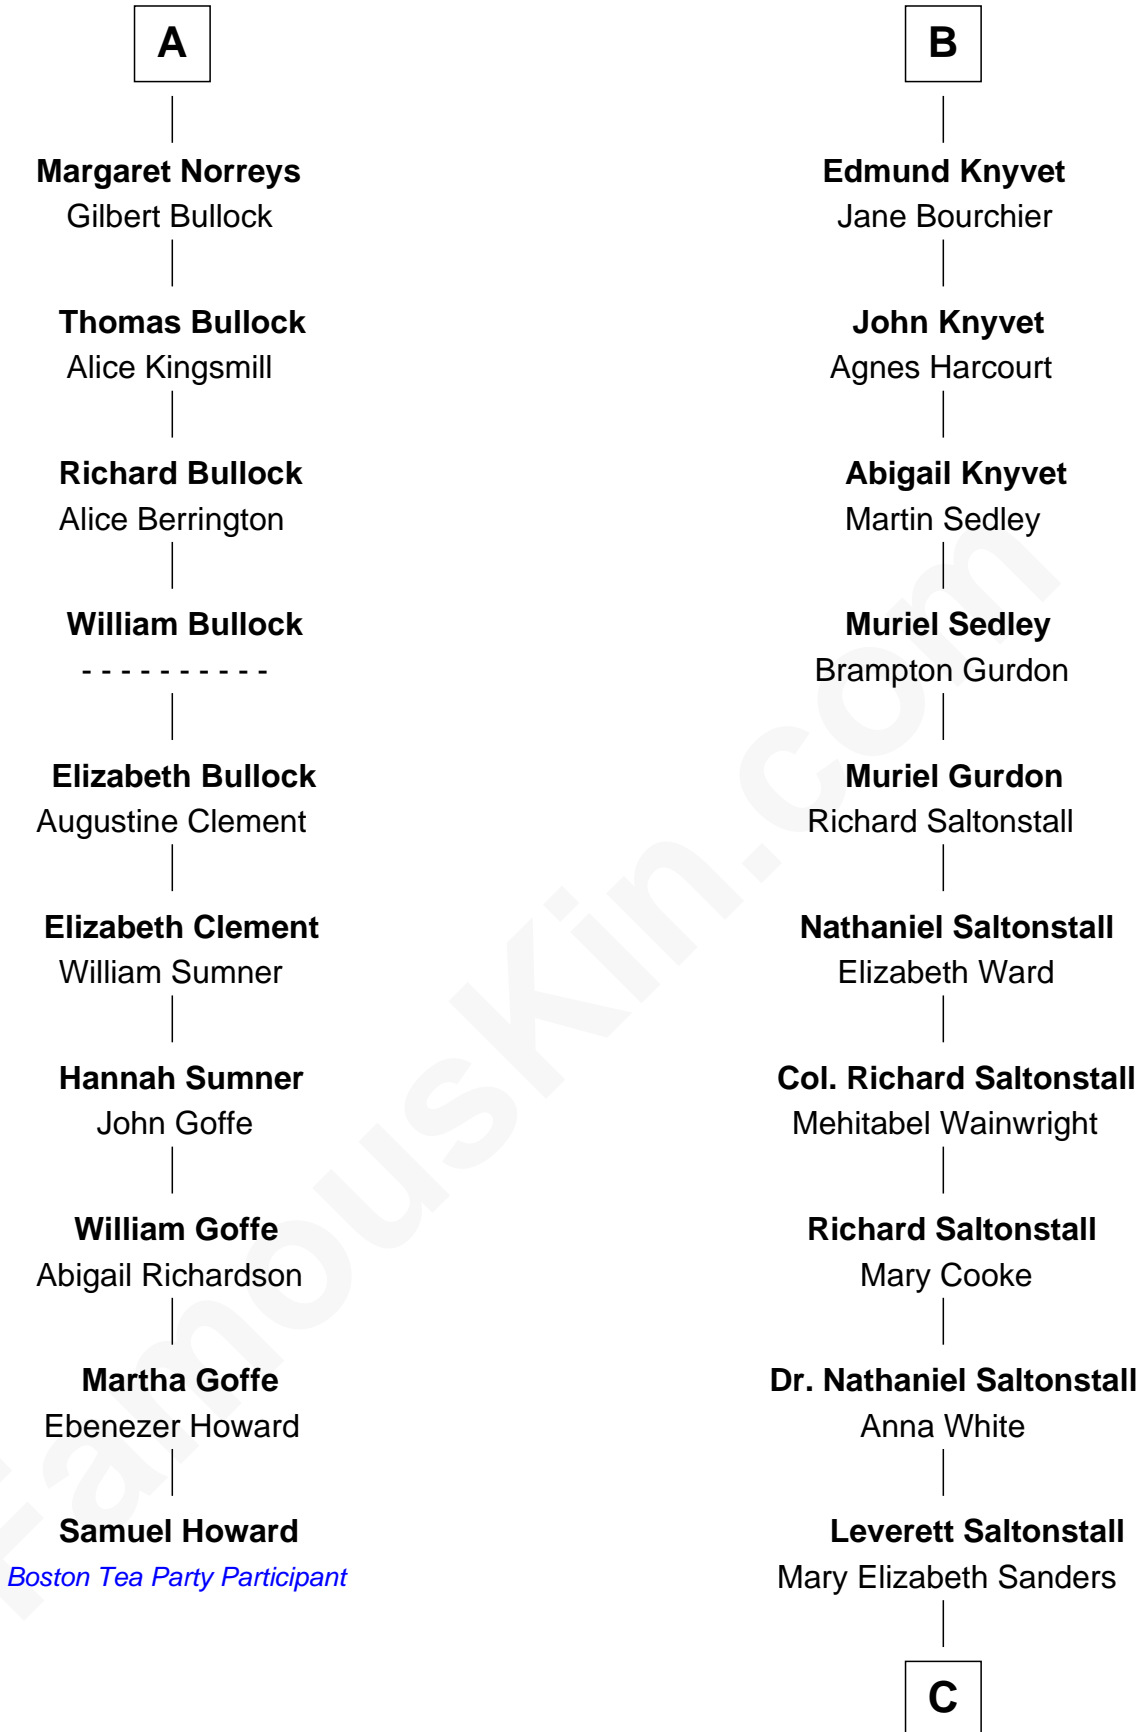 A
Margaret Norreys
Gilbert Bullock
Thomas Bullock
Alice Kingsmill
Richard Bullock
Alice Berrington
William Bullock
- - - - - - - - - -
Elizabeth Bullock
Augustine Clement
Elizabeth Clement
William Sumner
Hannah Sumner
John Goffe
William Goffe
Abigail Richardson
Martha Goffe
Ebenezer Howard
Samuel Howard
Boston Tea Party Participant
B
Edmund Knyvet
Jane Bourchier
John Knyvet
Agnes Harcourt
Abigail Knyvet
Martin Sedley
Muriel Sedley
Brampton Gurdon
Muriel Gurdon
Richard Saltonstall
Nathaniel Saltonstall
Elizabeth Ward
Col. Richard Saltonstall
Mehitabel Wainwright
Richard Saltonstall
Mary Cooke
Dr. Nathaniel Saltonstall
Anna White
Leverett Saltonstall
Mary Elizabeth Sanders
C
FamousKin.com